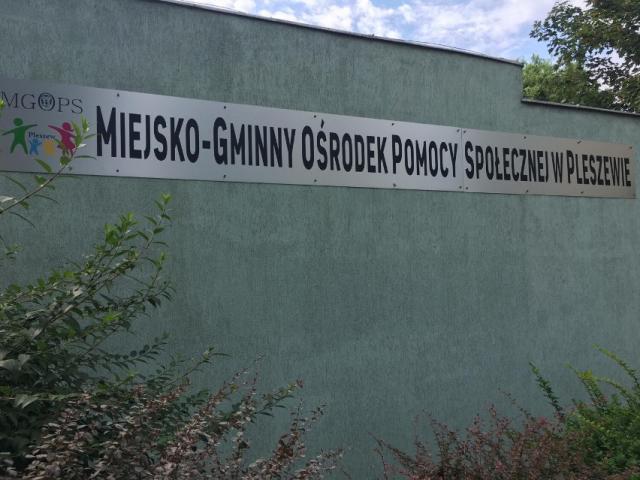 MGOPS
Pleszew
MIEJSKO-GMINNY OŚRODEK POMOCY SPOŁECZNEJ W PLESZEWIE